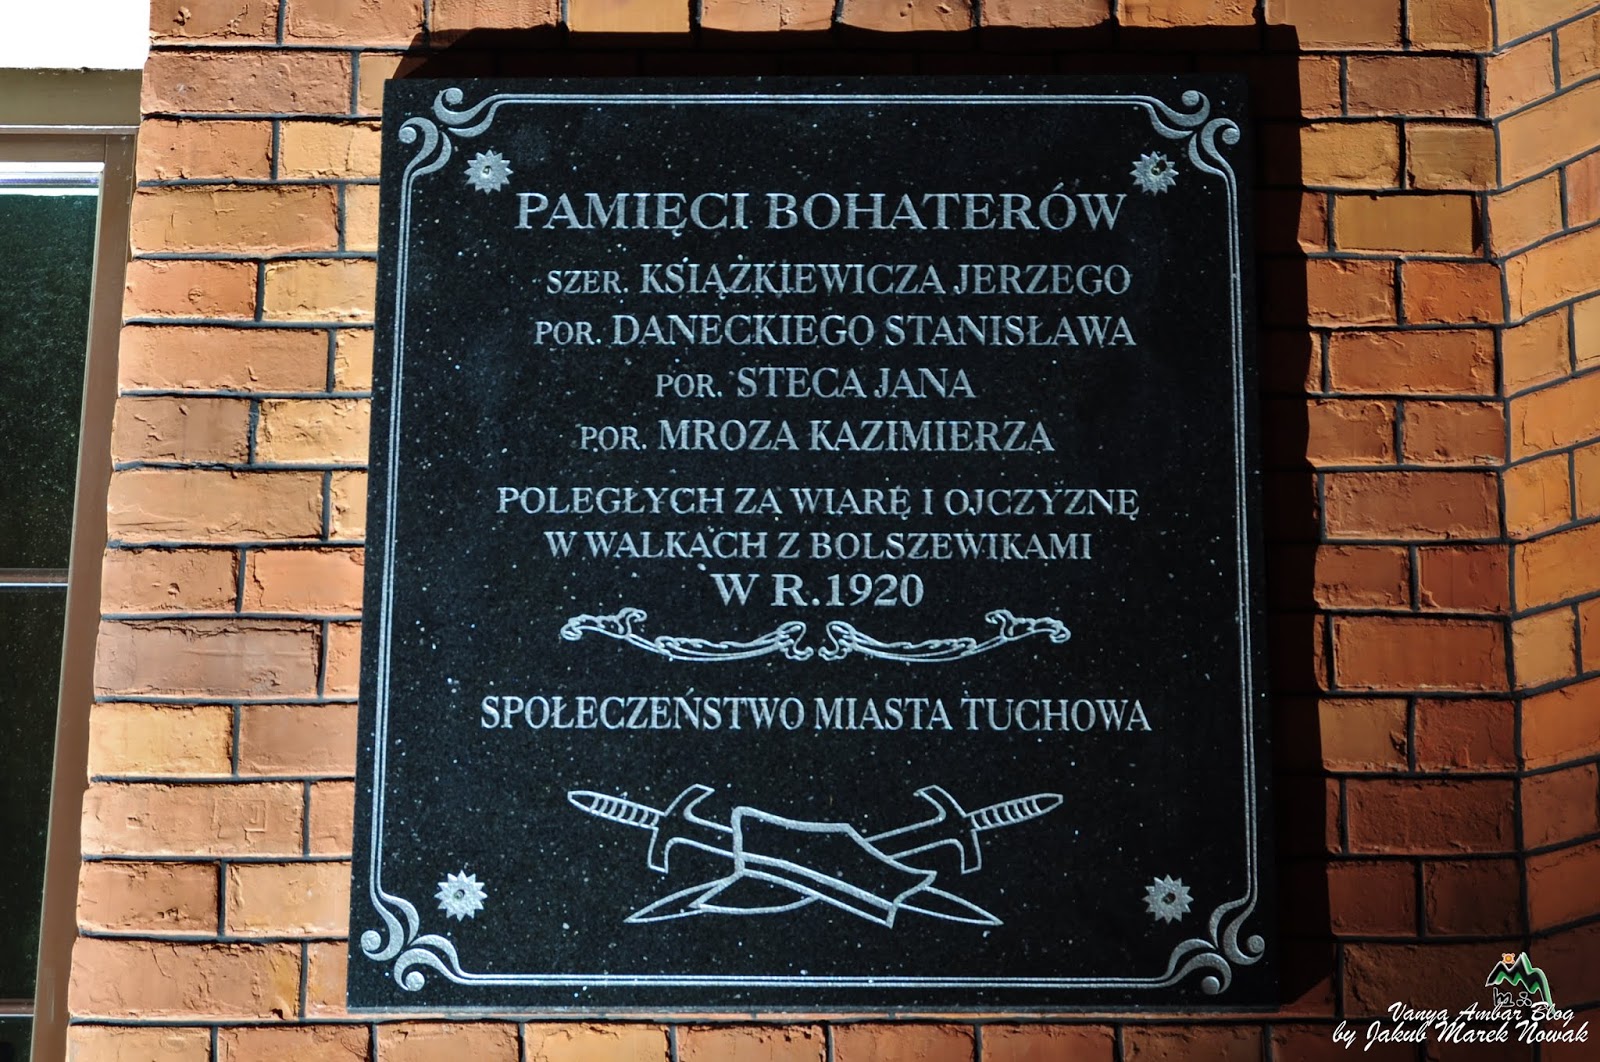 PAMIĘCI BOHATERÓW
SZER. KSIĄŻKIEWICZA JERZEGO
POR. DANECKIEGO STANISŁAWA
POR. STECA JANA
POR. MROZA KAZIMIERZA
POLEGŁYCH ZA WIARĘ I OJCZYZNĘ
W WALKACH Z BOLSZEWIKAMI
W R.1920
SPOŁECZEŃSTWO MIASTA TUCHOWA
Vanya Ambar Blog
by Jakub Marek Nowak